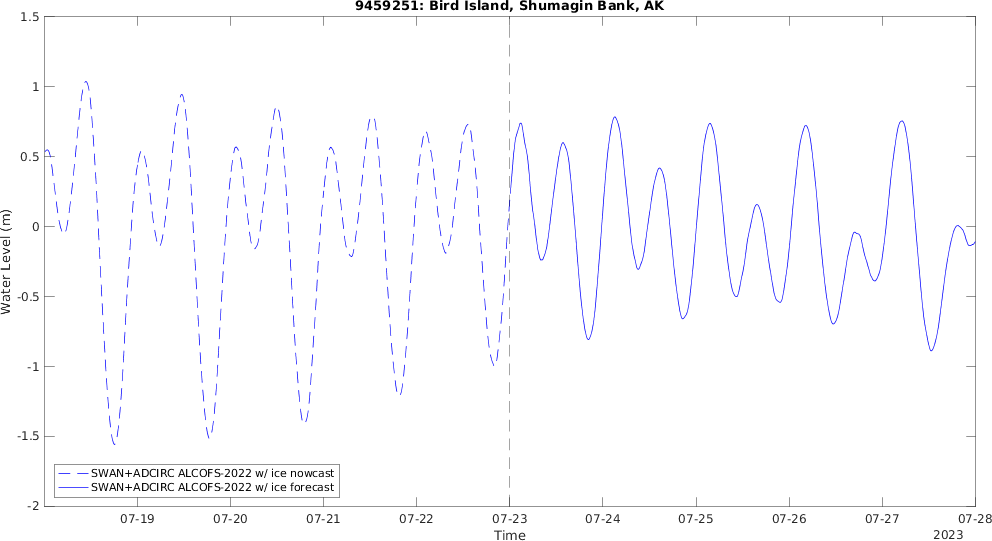 9459251: Bird Island, Shumagin Bank, AK
1.5
1
0.5
0
-0.5
-1
-1.5
-2
Water Level (m)
SWAN+ADCIRC ALCOFS-2022 w/ ice nowcast
SWAN+ADCIRC ALCOFS-2022 w/ ice forecast
07-19 07-20 07-21 07-22 07-23 07-24 07-25 07-26 07-27 07-28
Time
2023